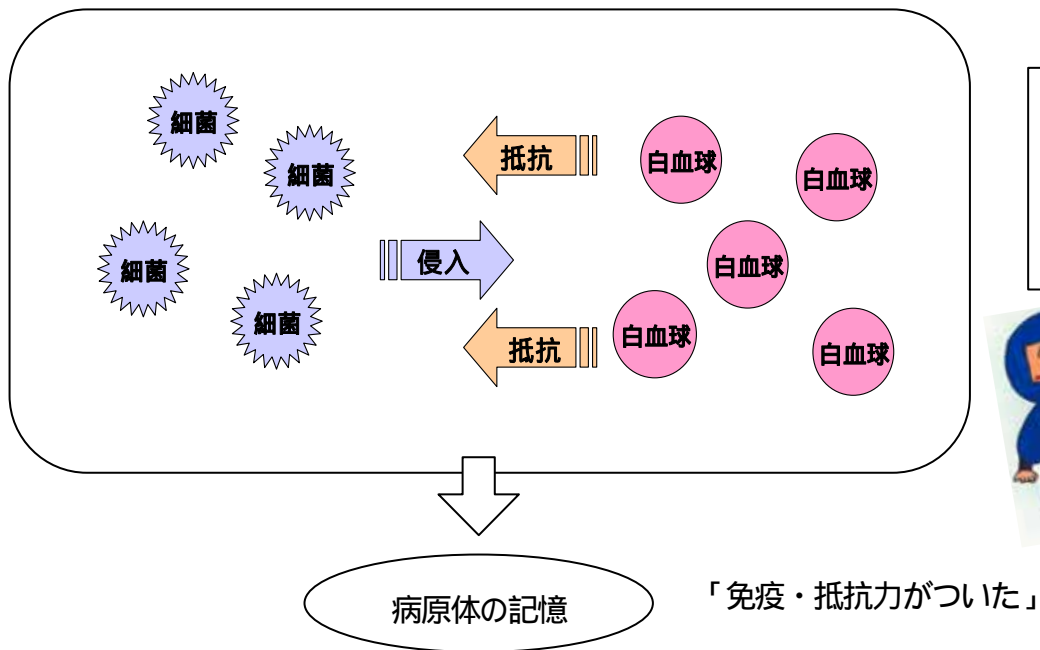 細菌
細菌
細菌
細菌
抵抗
侵入
抵抗
白血球
白血球
白血球
白血球
白血球
病原体の記憶
「免疫・抵抗力がついた」